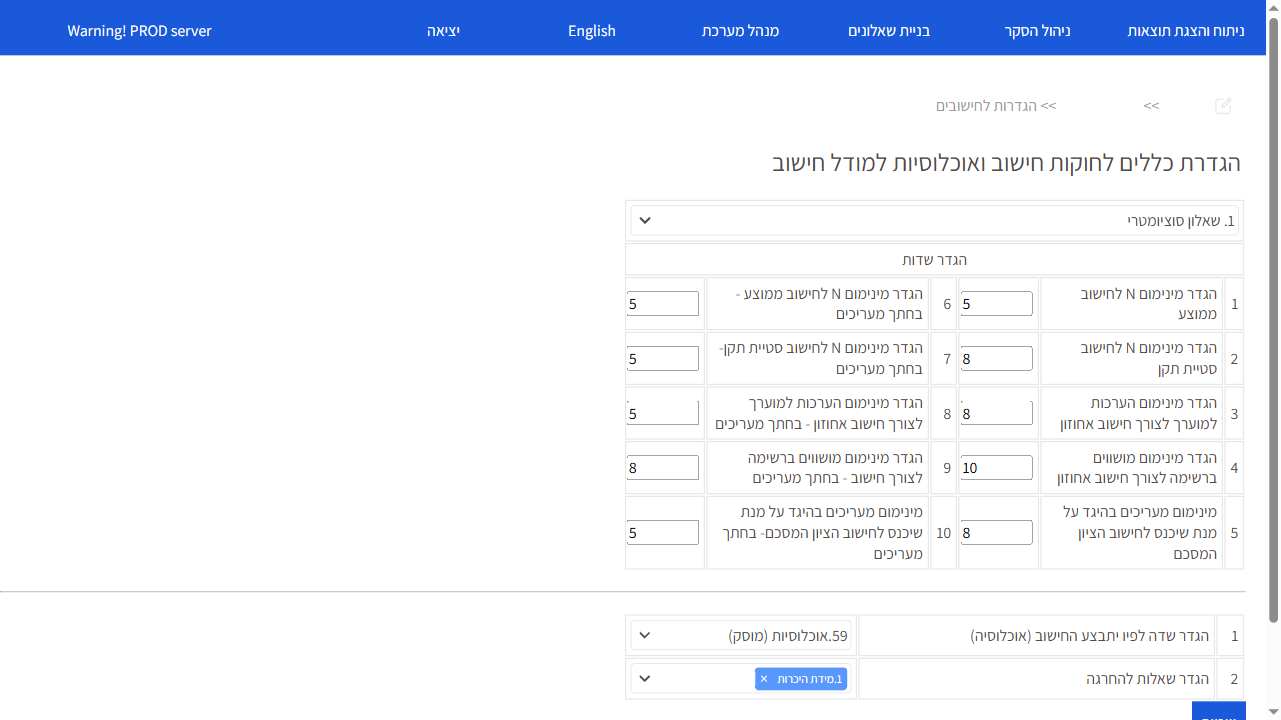 ניתוח והצגת תוצאות ניהול הסקר בניית שאלונים מנהל מערכת English יציאה Warning! PROD server
>> >> הגדרות לחישובים
הגדרת כללים לחוקות חישוב ואוכלוסיות למודל חישוב
1. שאלון סוציומטרי
הגדר שדות
1 הגדר מינימום N לחישוב
ממוצע
5
6 הגדר מינימום N לחישוב ממוצע -
בחתך מעריכים
5
2 הגדר מינימום N לחישוב
סטיית תקן
8
7 הגדר מינימום N לחישוב סטיית תקן-
בחתך מעריכים
5
3 הגדר מינימום הערכות
למוערך לצורך חישוב אחוזון
8
8 הגדר מינימום הערכות למוערך
לצורך חישוב אחוזון - בחתך מעריכים
5
4 הגדר מינימום מושווים
ברשימה לצורך חישוב אחוזון
10
9 הגדר מינימום מושווים ברשימה
לצורך חישוב - בחתך מעריכים
8
5 מינימום מעריכים בהיגד על
מנת שיכנס לחישוב הציון
המסכם
8
10 מינימום מעריכים בהיגד על מנת
שיכנס לחישוב הציון המסכם- בחתך
מעריכים
5
1 הגדר שדה לפיו יתבצע החישוב (אוכלוסיה) 59.אוכלוסיות (מוסק)
2 הגדר שאלות להחרגה 1.מידת היכרות ×